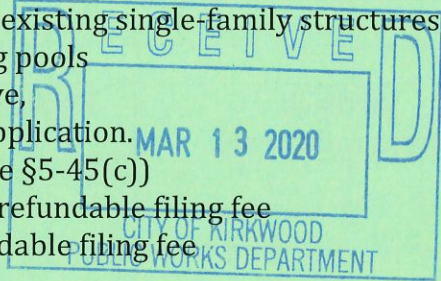 existing single-family structures
RECEIVED
g pools
ve,
pplication.
MAR 13 2020
e §5-45(c))
refundable filing fee
CITY OF KIRKWOOD
dable filing fee
PUBLIC WORKS DEPARTMENT